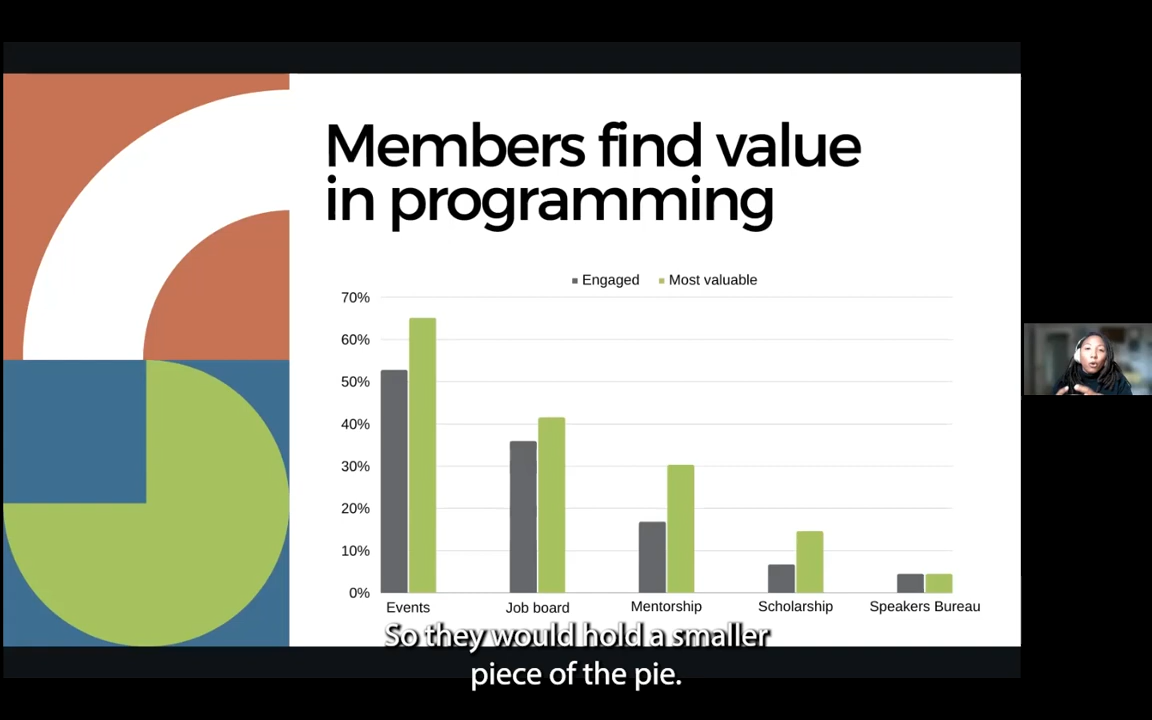 Members find value
in programming
Engaged Most valuable
70%
60%
50%
40%
30%
20%
10%
0%
Events Job board Mentorship Scholarship Speakers Bureau
So they would hold a smaller
piece of the pie.